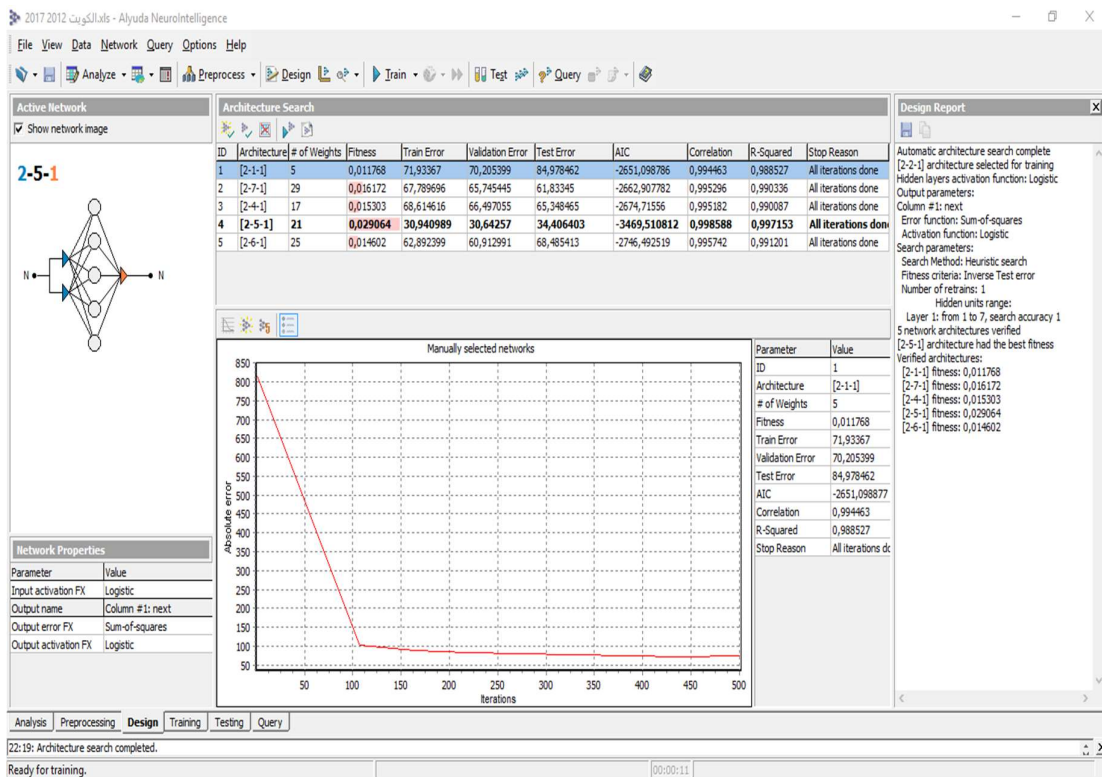 2017 2012 الكويت.xls - Alyuda NeuroIntelligence
File View Data Network Query Options Help
Analyze Preprocess Design Train Test Query
Active Network
Show network image
2-5-1
N N
Network Properties
Parameter Value
Input activation FX Logistic
Output name Column #1: next
Output error FX Sum-of-squares
Output activation FX Logistic
Architecture Search
ID Architecture # of Weights Fitness Train Error Validation Error Test Error AIC Correlation R-Squared Stop Reason
1 [2-1-1] 5 0,011768 71,93367 70,205399 84,978462 -2651,098786 0,994463 0,988527 All iterations done
2 [2-7-1] 29 0,016172 67,789696 65,745445 61,83345 -2662,907782 0,995296 0,990336 All iterations done
3 [2-4-1] 17 0,015303 68,614616 66,497055 65,348465 -2674,71556 0,995182 0,990087 All iterations done
4 [2-5-1] 21 0,029064 30,940989 30,64257 34,406403 -3469,510812 0,998588 0,997153 All iterations don
5 [2-6-1] 25 0,014602 62,892399 60,912991 68,485413 -2746,492519 0,995742 0,991201 All iterations done
Manually selected networks
Absolute error
850
800
750
700
650
600
550
500
450
400
350
300
250
200
150
100
50
50 100 150 200 250 300 350 400 450 500
Iterations
Parameter Value
ID 1
Architecture [2-1-1]
# of Weights 5
Fitness 0,011768
Train Error 71,93367
Validation Error 70,205399
Test Error 84,978462
AIC -2651,098877
Correlation 0,994463
R-Squared 0,988527
Stop Reason All iterations dc
Design Report
Automatic architecture search complete
[2-2-1] architecture selected for training
Hidden layers activation function: Logistic
Output parameters:
Column #1: next
Error function: Sum-of-squares
Activation function: Logistic
Search parameters:
Search Method: Heuristic search
Fitness criteria: Inverse Test error
Number of retrains: 1
Hidden units range:
Layer 1: from 1 to 7, search accuracy 1
5 network architectures verified
[2-5-1] architecture had the best fitness
Verified architectures:
[2-1-1] fitness: 0,011768
[2-7-1] fitness: 0,016172
[2-4-1] fitness: 0,015303
[2-5-1] fitness: 0,029064
[2-6-1] fitness: 0,014602
Analysis Preprocessing Design Training Testing Query
22:19: Architecture search completed.
Ready for training. 00:00:11